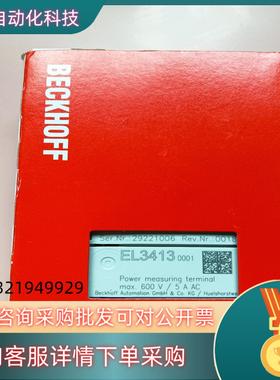 自动化科技
BECKHOFF
Ser.Nr.: 29221006 Rev.Nr.: 0018
EL3413 0001
Power measuring terminal
max. 600 V / 5 A AC
Beckhoff Automation GmbH & Co. KG / Huelshorstweg
321949929
咨询采购批发可对公开票
客服详情下单采购